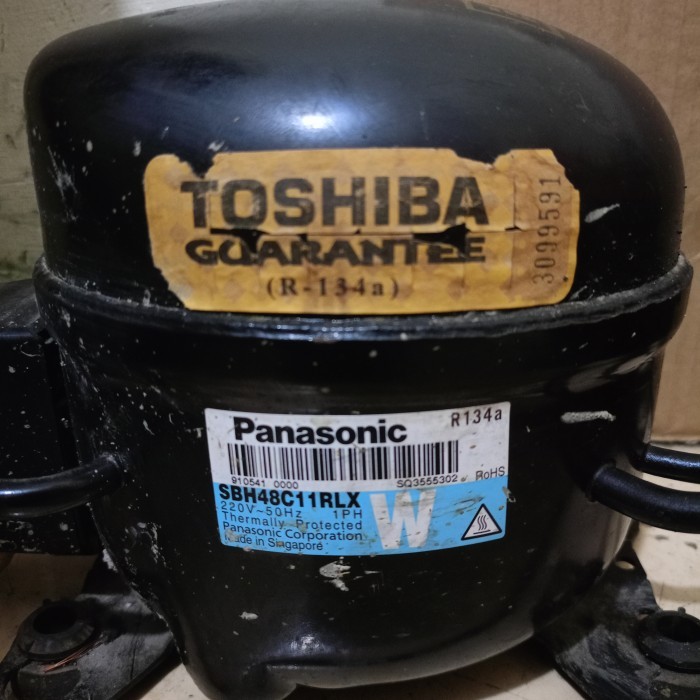 TOSHIBA
GUARANTEE
(R-134a)
3099591
R134a
Panasonic
910541 0000 SQ3555302
RoHS
SBH48C11RLX
W
220V~50Hz 1PH
Thermally Protected
Panasonic Corporation
Made in Singapore